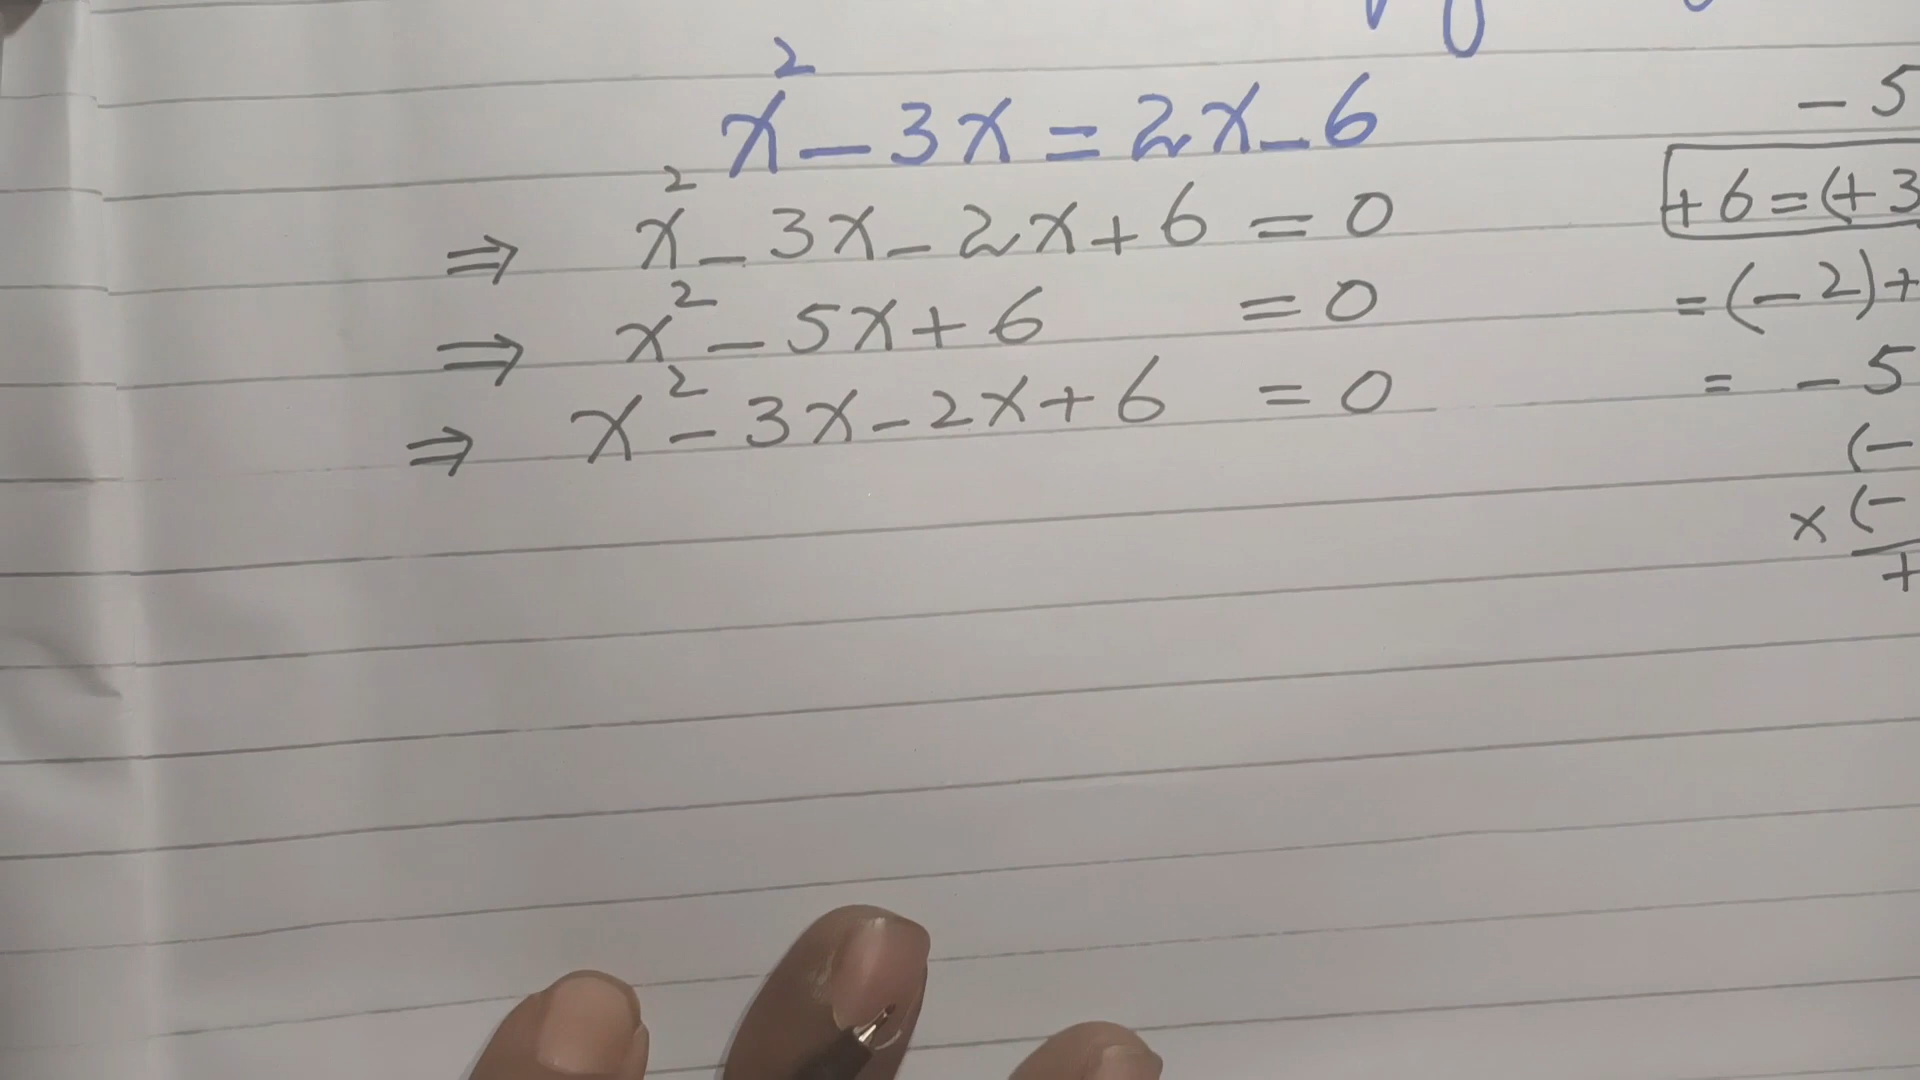 x² - 3x = 2x - 6
⇒ x² - 3x - 2x + 6 = 0
⇒ x² - 5x + 6 = 0
⇒ x² - 3x - 2x + 6 = 0
- 5
+ 6 = (+ 3
= (- 2) +
= - 5
(-
× (-
+